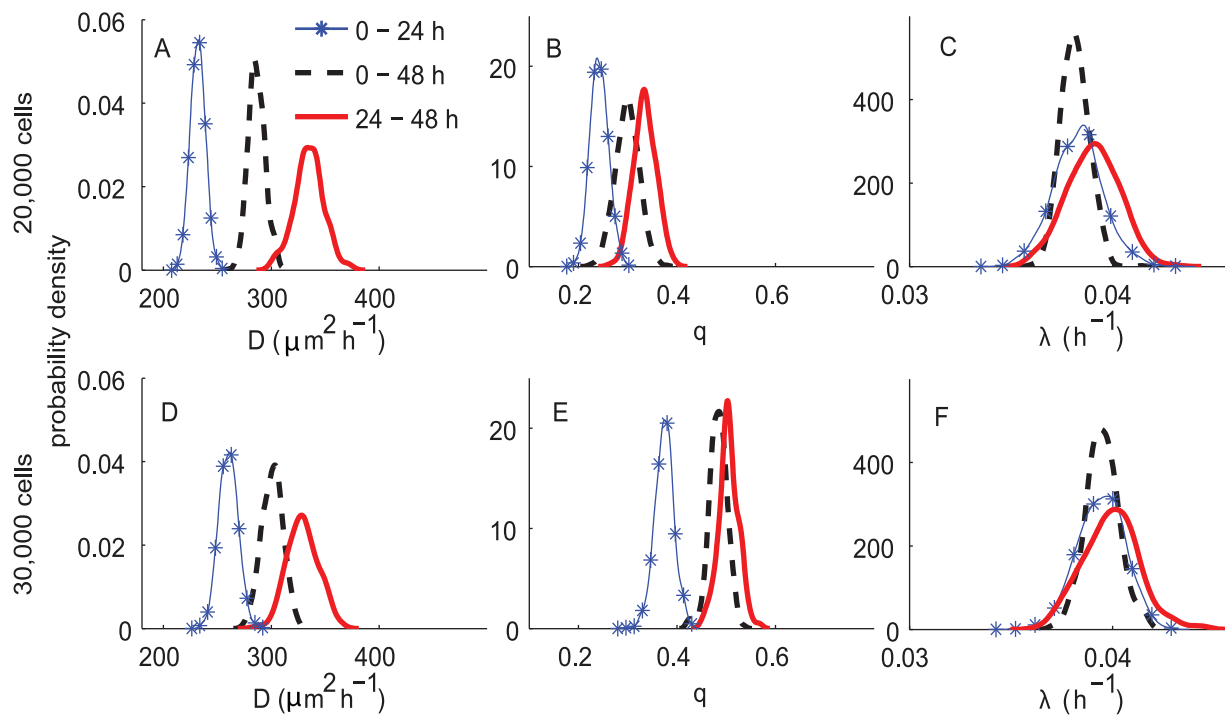 20,000 cells
30,000 cells
probability density
A
0 – 24 h
0 – 48 h
24 – 48 h
0.06
0.04
0.02
0
200 300 400
D (μm² h⁻¹)
B
20
10
0
0.2 0.4 0.6
q
C
400
200
0
0.03 0.04
λ (h⁻¹)
D
0.06
0.04
0.02
0
200 300 400
D (μm² h⁻¹)
E
20
10
0
0.2 0.4 0.6
q
F
400
200
0
0.03 0.04
λ (h⁻¹)